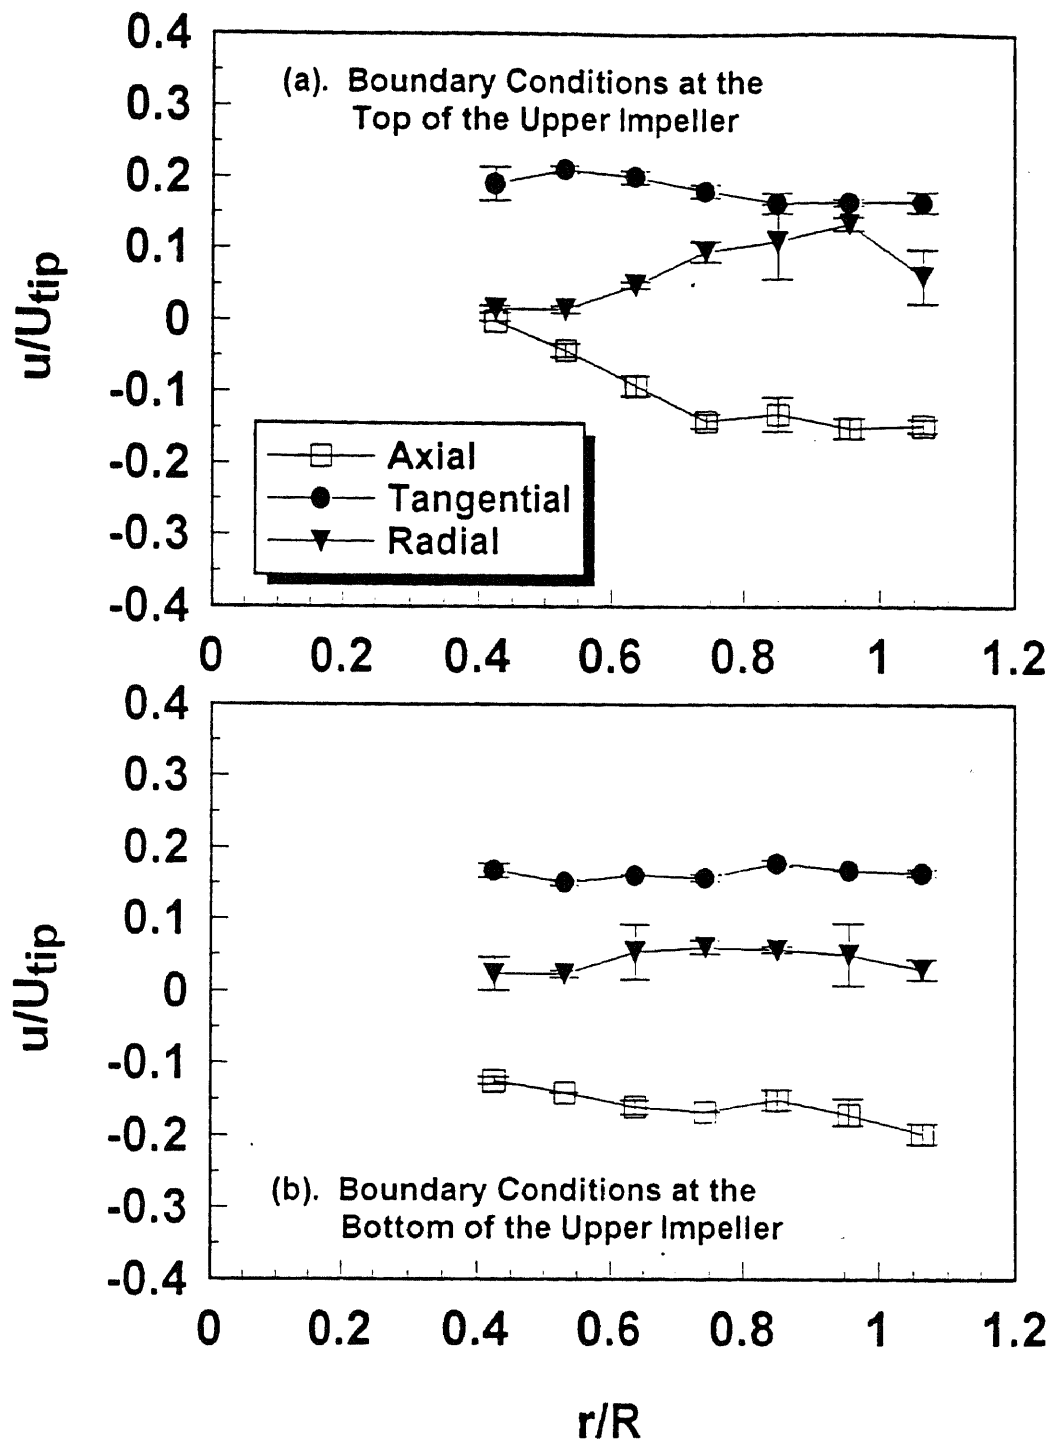 0.4
(a). Boundary Conditions at the
Top of the Upper Impeller
0.3
0.2
0.1
0
-0.1
-0.2
-0.3
-0.4
u/Utip
Axial
Tangential
Radial
0 0.2 0.4 0.6 0.8 1 1.2
0.4
0.3
0.2
0.1
0
-0.1
-0.2
-0.3
-0.4
u/Utip
(b). Boundary Conditions at the
Bottom of the Upper Impeller
0 0.2 0.4 0.6 0.8 1 1.2
r/R